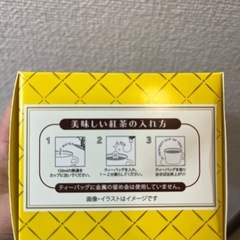 美味しい紅茶の入れ方
1
2
3
150mlの熱湯を
カップに注いでください。
ティーバッグを入れ、
1〜2分蒸らしてください。
ティーバッグを取り
ティーバッグに金属の留め金は使用していません。
画像・イラストはイメージです